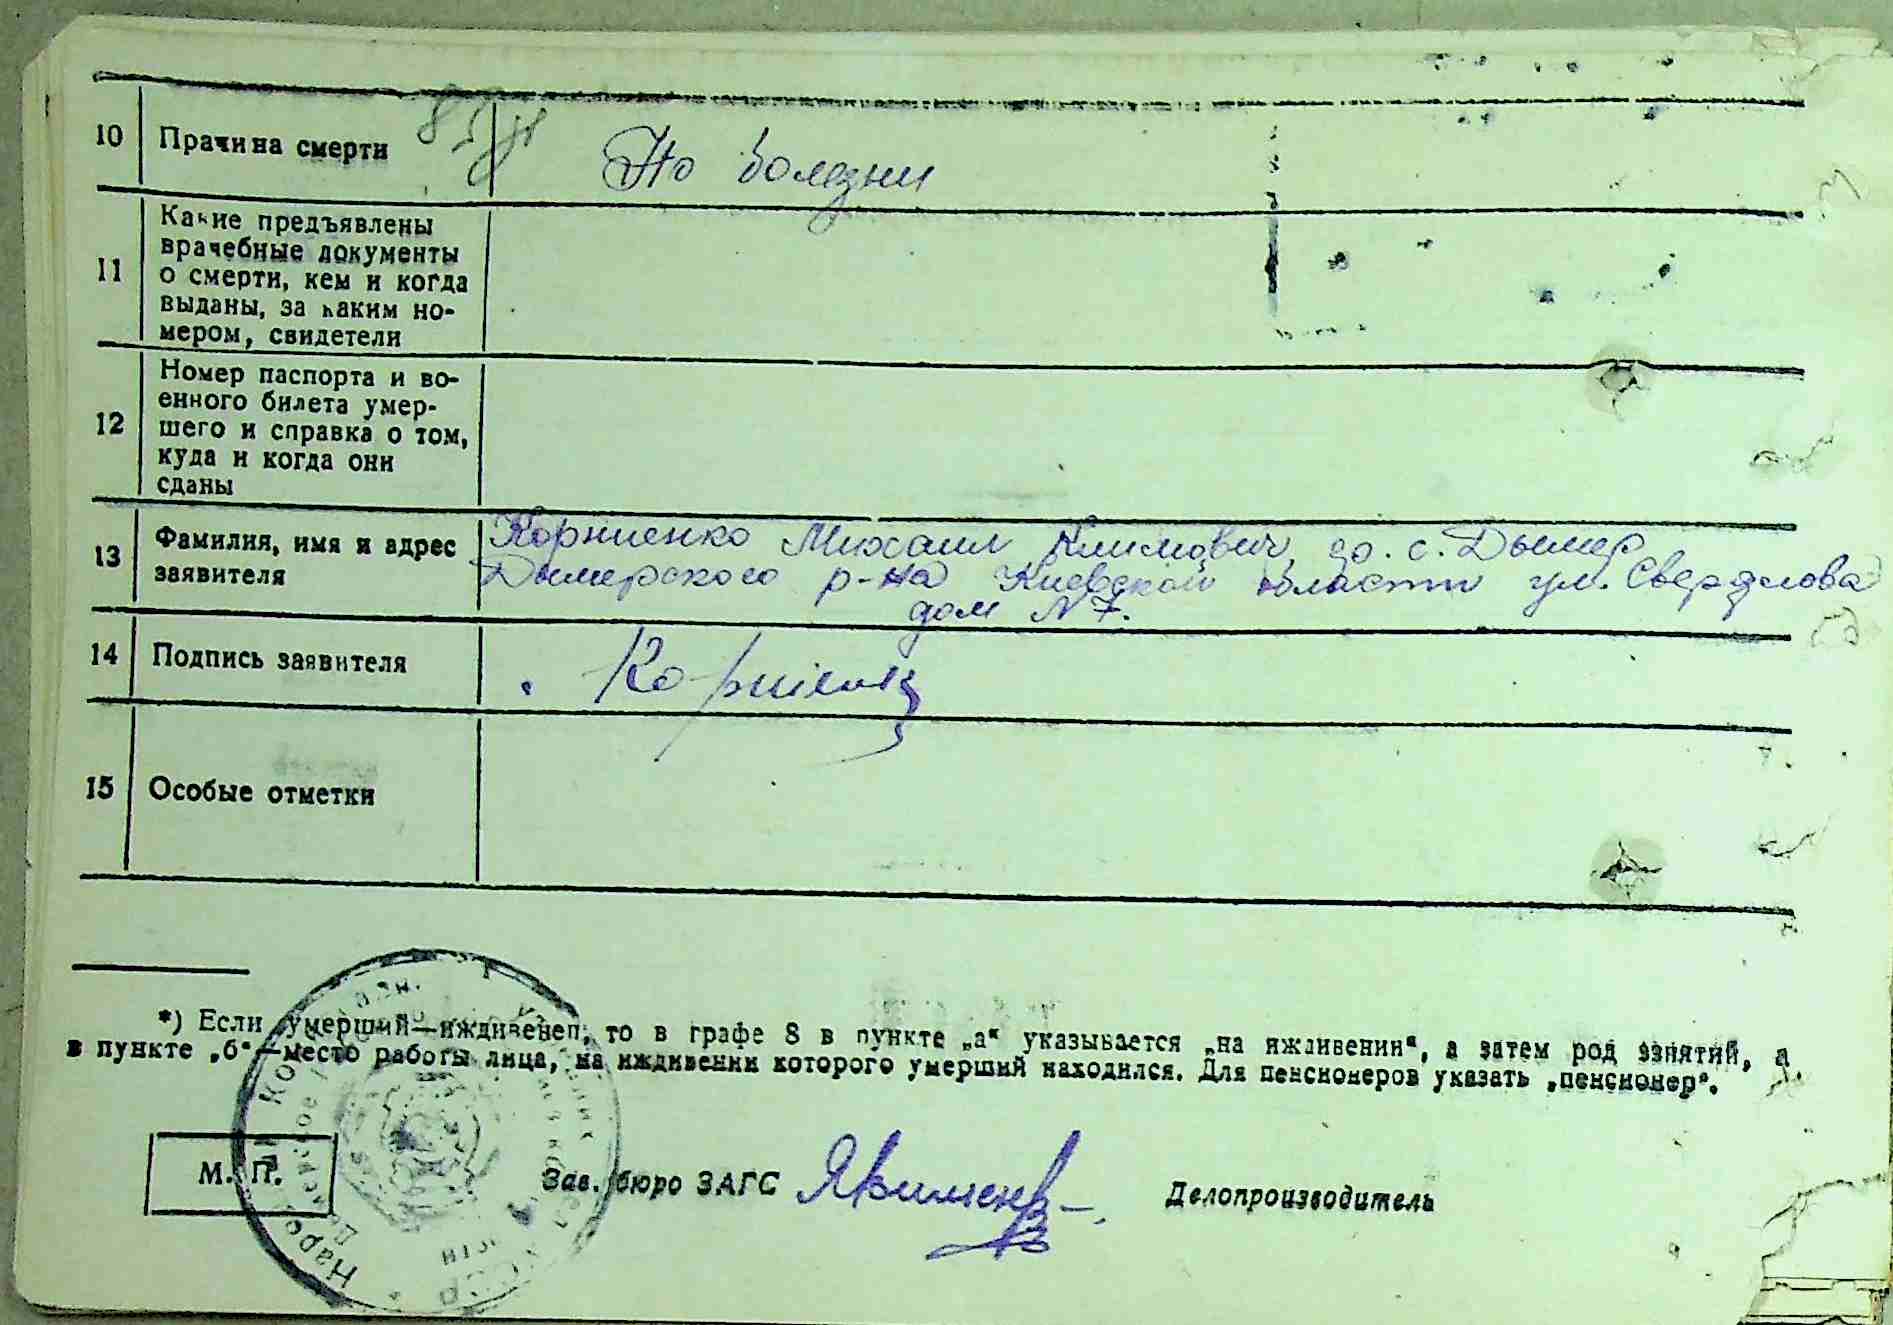 10 Причина смерти По болезни
11 Какие предъявлены
врачебные документы
о смерти, кем и когда
выданы, за каким но-
мером, свидетели
12 Номер паспорта и во-
енного билета умер-
шего и справка о том,
куда и когда они
сданы
13 Фамилия, имя и адрес
заявителя
Корниенко Михаил Климович, с. Дымер
Дымерского р-на Киевской области ул. Свердлова
дом N 7.
14 Подпись заявителя
15 Особые отметки
*) Если умерший—иждивенец, то в графе 8 в пункте „а“ указывается „на иждивении“, а затем род занятий, а
в пункте „б“—место работы лица, на иждивении которого умерший находился. Для пенсионеров указать „пенсионер“.
М. П. Зав. бюро ЗАГС Делопроизводитель